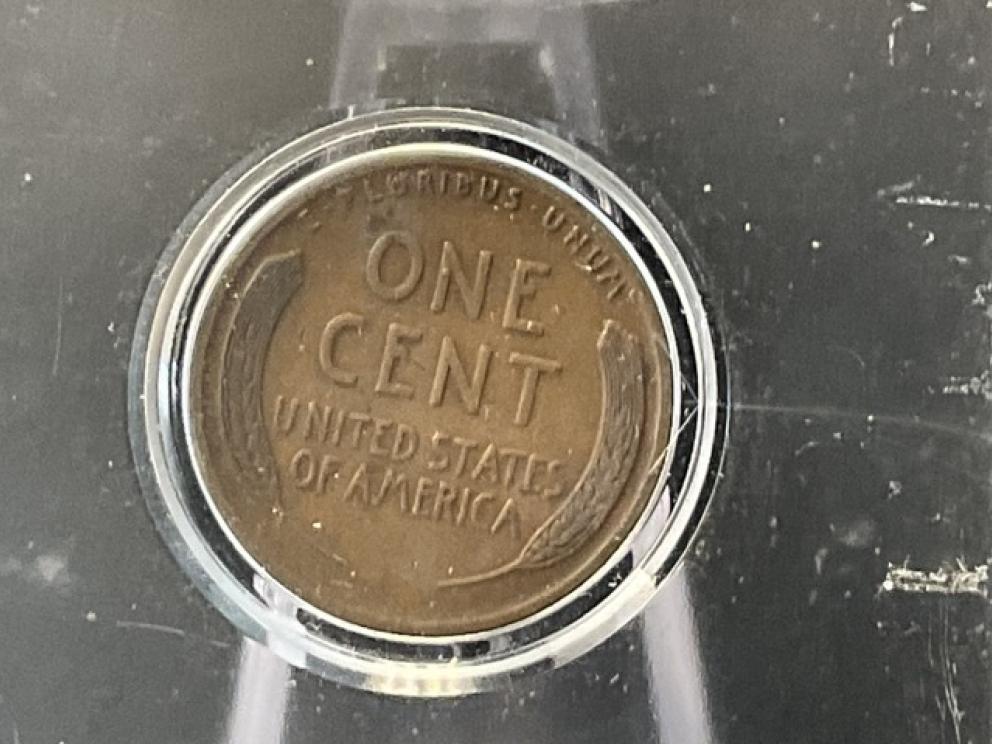 PLURIBUS · UNUM
ONE
CENT
UNITED STATES
OF AMERICA